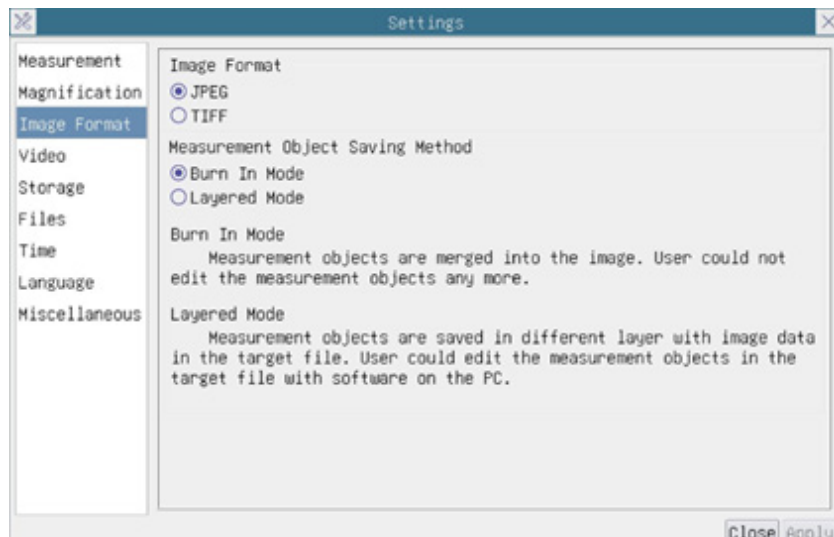 Settings
Measurement
Magnification
Image Format
Video
Storage
Files
Time
Language
Miscellaneous
Image Format
JPEG
TIFF
Measurement Object Saving Method
Burn In Mode
Layered Mode
Burn In Mode
Measurement objects are merged into the image. User could not
edit the measurement objects any more.
Layered Mode
Measurement objects are saved in different layer with image data
in the target file. User could edit the measurement objects in the
target file with software on the PC.
Close Apply